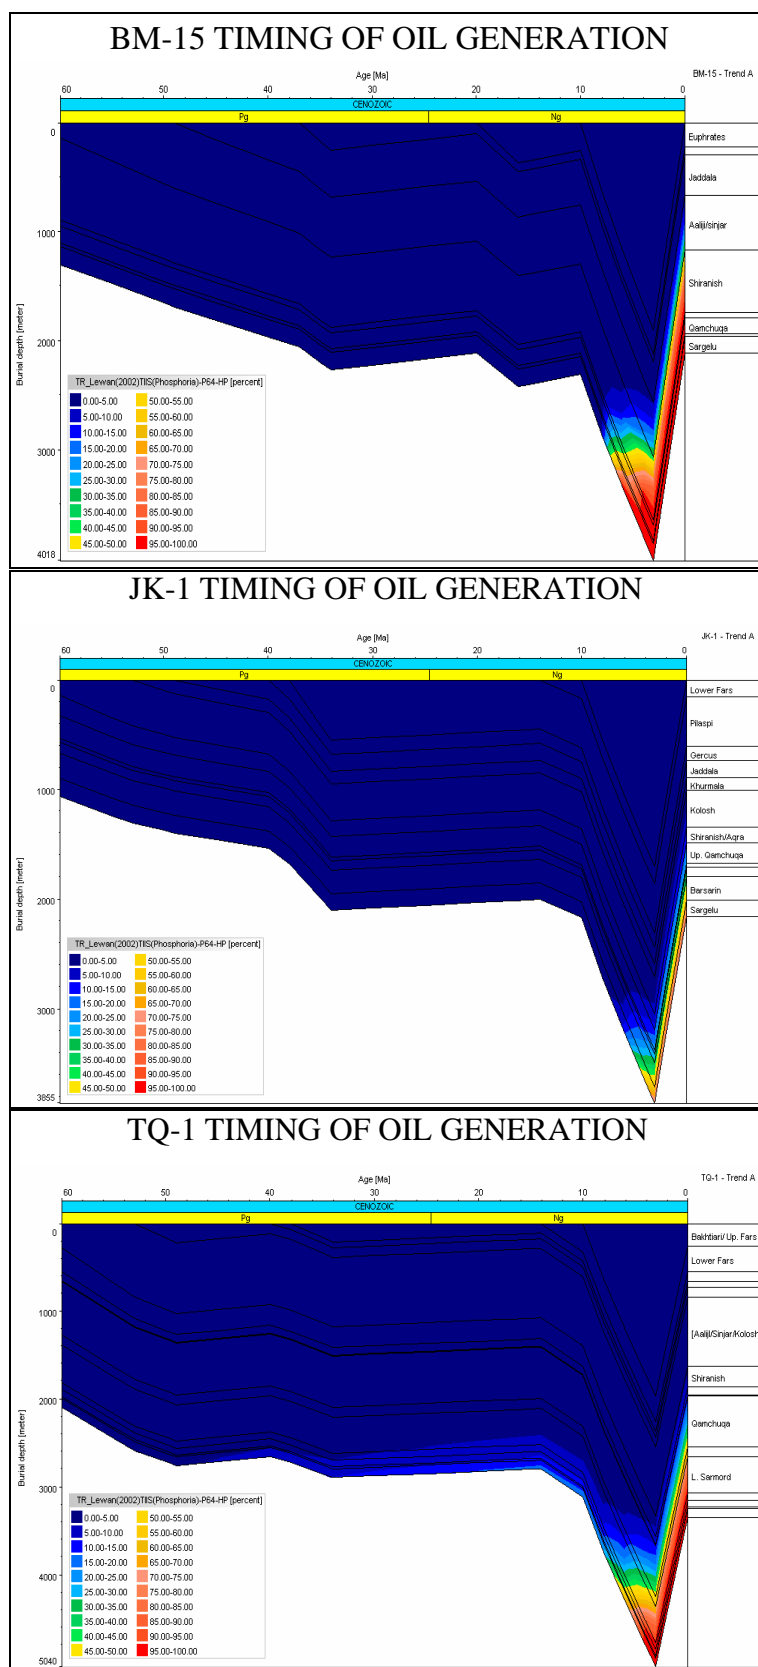 BM-15 TIMING OF OIL GENERATION
Age [Ma]
BM-15 - Trend A
60 50 40 30 20 10 0
CENOZOIC
Pg Ng
Burial depth [meter]
0
1000
2000
3000
4018
Euphrates
Jaddala
Aaliji/sinjar
Shiranish
Qamchuqa
Sargelu
TR_Lewan(2002)TIIS(Phosphoria)-P64-HP [percent]
0.00-5.00 50.00-55.00
5.00-10.00 55.00-60.00
10.00-15.00 60.00-65.00
15.00-20.00 65.00-70.00
20.00-25.00 70.00-75.00
25.00-30.00 75.00-80.00
30.00-35.00 80.00-85.00
35.00-40.00 85.00-90.00
40.00-45.00 90.00-95.00
45.00-50.00 95.00-100.00
JK-1 TIMING OF OIL GENERATION
Age [Ma]
JK-1 - Trend A
60 50 40 30 20 10 0
CENOZOIC
Pg Ng
Burial depth [meter]
0
1000
2000
3000
3855
Lower Fars
Pilaspi
Gercus
Jaddala
Khurmala
Kolosh
Shiranish/Aqra
Up. Qamchuqa
Barsarin
Sargelu
TR_Lewan(2002)TIIS(Phosphoria)-P64-HP [percent]
0.00-5.00 50.00-55.00
5.00-10.00 55.00-60.00
10.00-15.00 60.00-65.00
15.00-20.00 65.00-70.00
20.00-25.00 70.00-75.00
25.00-30.00 75.00-80.00
30.00-35.00 80.00-85.00
35.00-40.00 85.00-90.00
40.00-45.00 90.00-95.00
45.00-50.00 95.00-100.00
TQ-1 TIMING OF OIL GENERATION
Age [Ma]
TQ-1 - Trend A
60 50 40 30 20 10 0
CENOZOIC
Pg Ng
Burial depth [meter]
0
1000
2000
3000
4000
5040
Bakhtiari/ Up. Fars
Lower Fars
[Aaliji/Sinjar/Kolosh
Shiranish
Qamchuqa
L. Sarmord
TR_Lewan(2002)TIIS(Phosphoria)-P64-HP [percent]
0.00-5.00 50.00-55.00
5.00-10.00 55.00-60.00
10.00-15.00 60.00-65.00
15.00-20.00 65.00-70.00
20.00-25.00 70.00-75.00
25.00-30.00 75.00-80.00
30.00-35.00 80.00-85.00
35.00-40.00 85.00-90.00
40.00-45.00 90.00-95.00
45.00-50.00 95.00-100.00